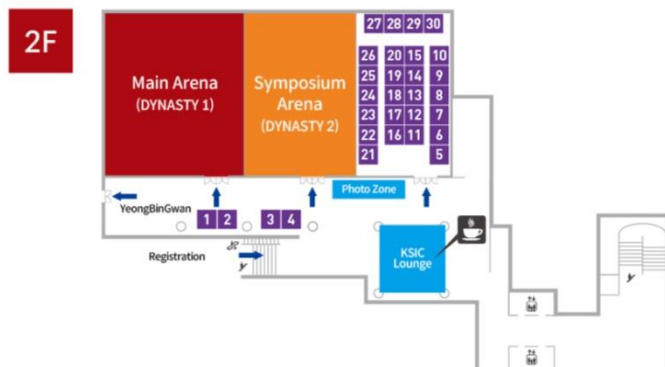 2F
Main Arena
(DYNASTY 1)
Symposium
Arena
(DYNASTY 2)
27 28 29 30
26 20 15 10
25 19 14 9
24 18 13 8
23 17 12 7
22 16 11 6
21 5
Photo Zone
YeongBinGwan
1 2 3 4
Registration
KSIC
Lounge